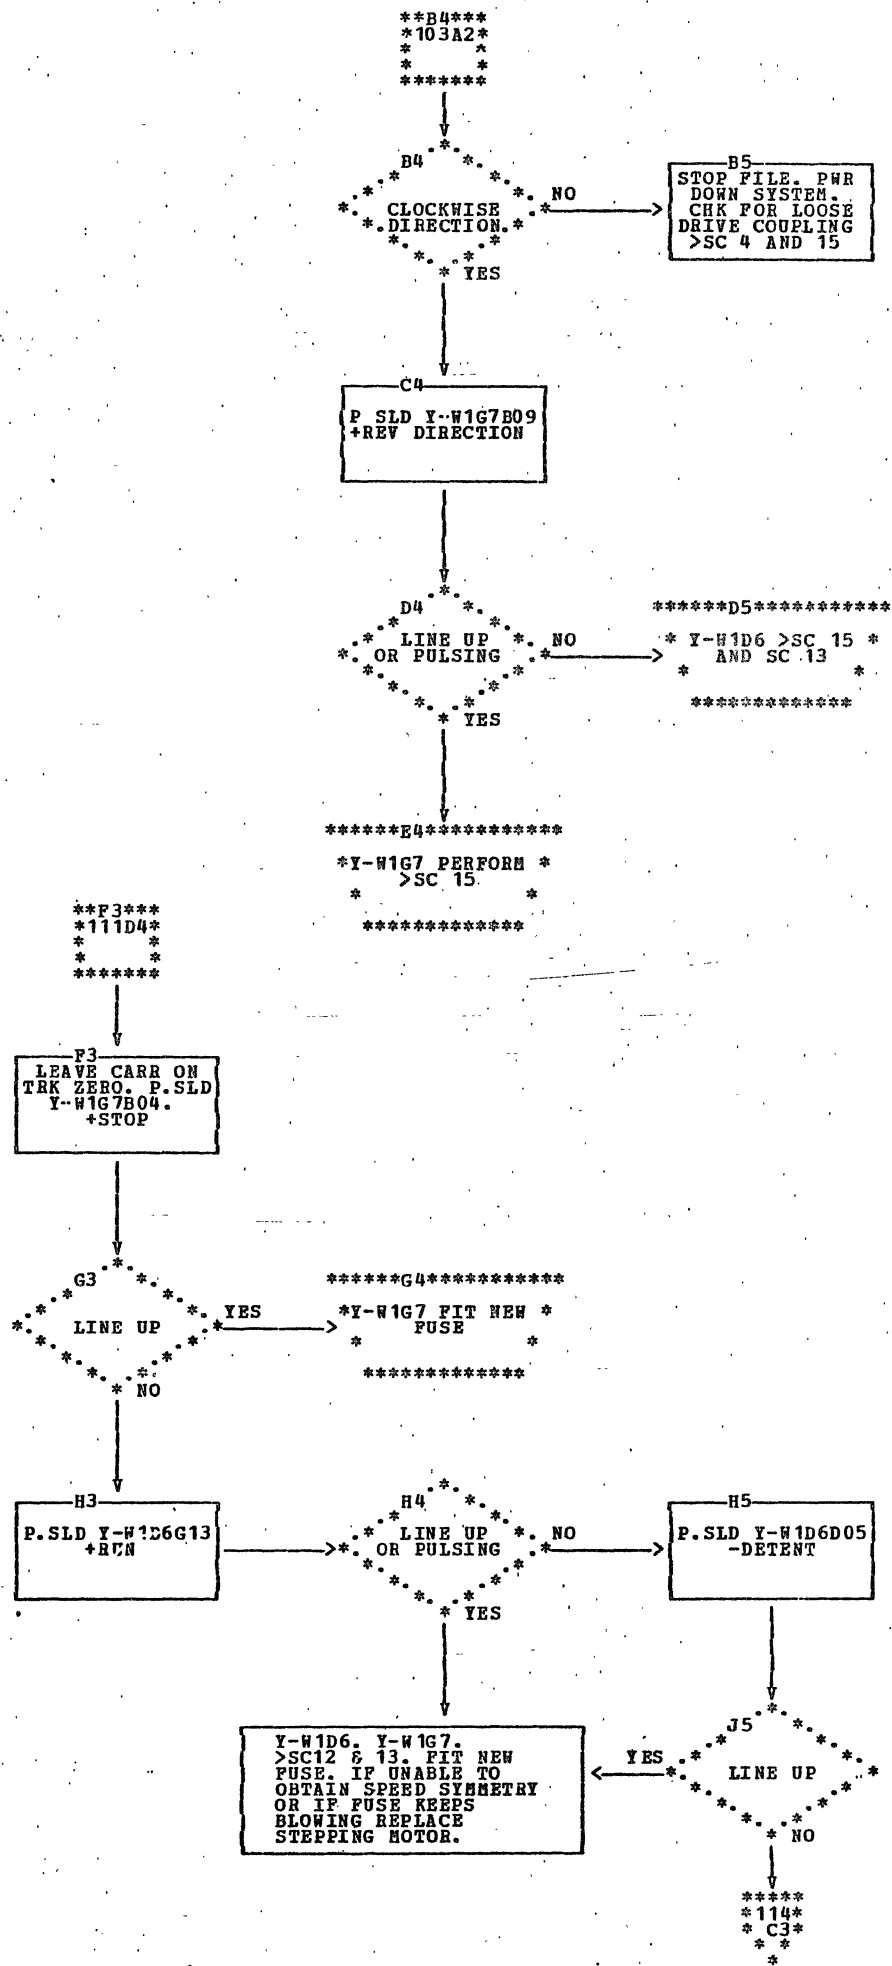 **B4***
*103A2*
B4
CLOCKWISE
DIRECTION.
NO
YES
B5
STOP FILE. PWR
DOWN SYSTEM.
CHK FOR LOOSE
DRIVE COUPLING
>SC 4 AND 15
C4
P SLD Y-W1G7B09
+REV DIRECTION
D4
LINE UP
OR PULSING
NO
YES
******D5***********
* Y-W1D6 >SC 15 *
AND SC 13
******E4***********
*Y-W1G7 PERFORM *
>SC 15.
**F3***
*111D4*
F3
LEAVE CARR ON
TRK ZERO. P.SLD
Y-W1G7B04.
+STOP
G3
LINE UP
YES
NO
******G4***********
*Y-W1G7 FIT NEW *
FUSE
H3
P.SLD Y-W1D6G13
+RUN
H4
LINE UP
OR PULSING
NO
YES
H5
P.SLD Y-W1D6D05
-DETENT
J5
LINE UP
YES
NO
Y-W1D6. Y-W1G7.
>SC12 & 13. FIT NEW
FUSE. IF UNABLE TO
OBTAIN SPEED SYMMETRY
OR IF FUSE KEEPS
BLOWING REPLACE
STEPPING MOTOR.
*****
*114*
* C3*